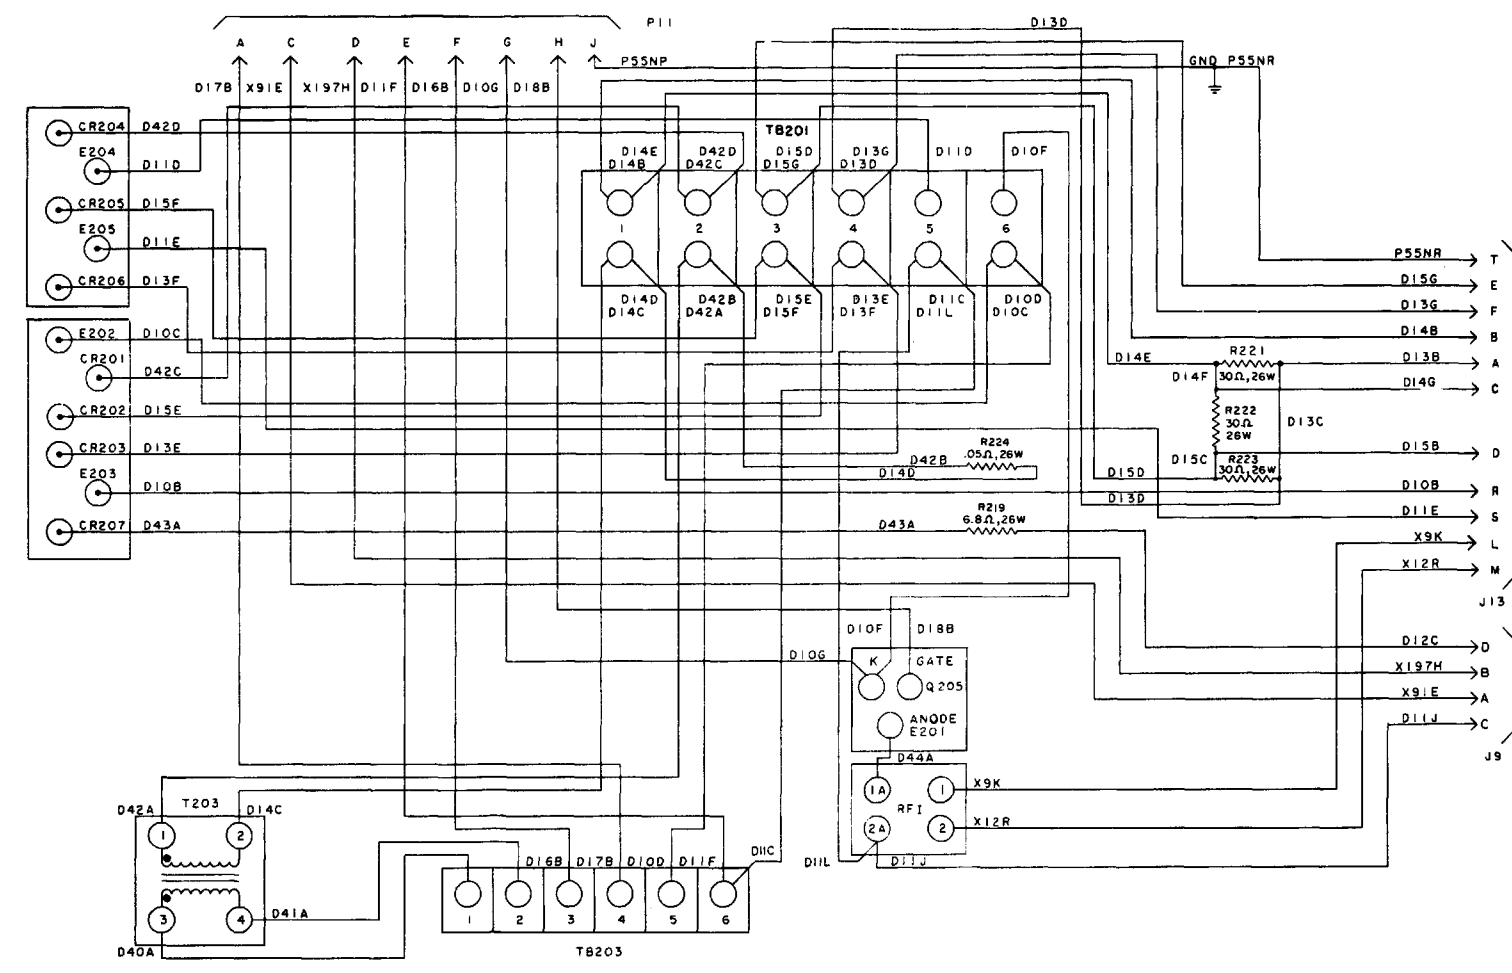 P11
D13D
A C D E F G H J
P55NP
GND P55NR
D17B X91E X197H D11F D16B D10G D18B
CR204 D42D
E204
D11D
CR205 D15F
E205
D11E
CR206 D13F
E202 D10C
CR201
D42C
CR202 D15E
CR203 D13E
E203
D10B
CR207 D43A
TB201
D14E D42D D15D D13G D11D D10F
D14B D42C D15G D13D
1 2 3 4 5 6
D14D D42B D15E D13E D11C D10D
D14C D42A D15F D13F D11L D10C
P55NR T
D15G E
D13G F
D14B B
D14E R221 D13B A
D14F 30Ω,26W D14G C
R222
30Ω
26W
D13C
D15C R223 D15B D
30Ω,26W
D15D
D13D
R224
.05Ω,26W
D42B
D14D
D10B R
D11E S
R219
6.8Ω,26W
D43A
X9K L
X12R M
J13
D10F D18B
D10G K GATE
Q205
ANODE
E201
D44A
D12C D
X197H B
X91E A
D11J C
J9
1A 1 X9K
RFI
2A 2 X12R
D11L D11J
D42A T203 D14C
1 2
3 4 D41A
D40A
D16B D17B D10D D11F D11C
1 2 3 4 5 6
TB203